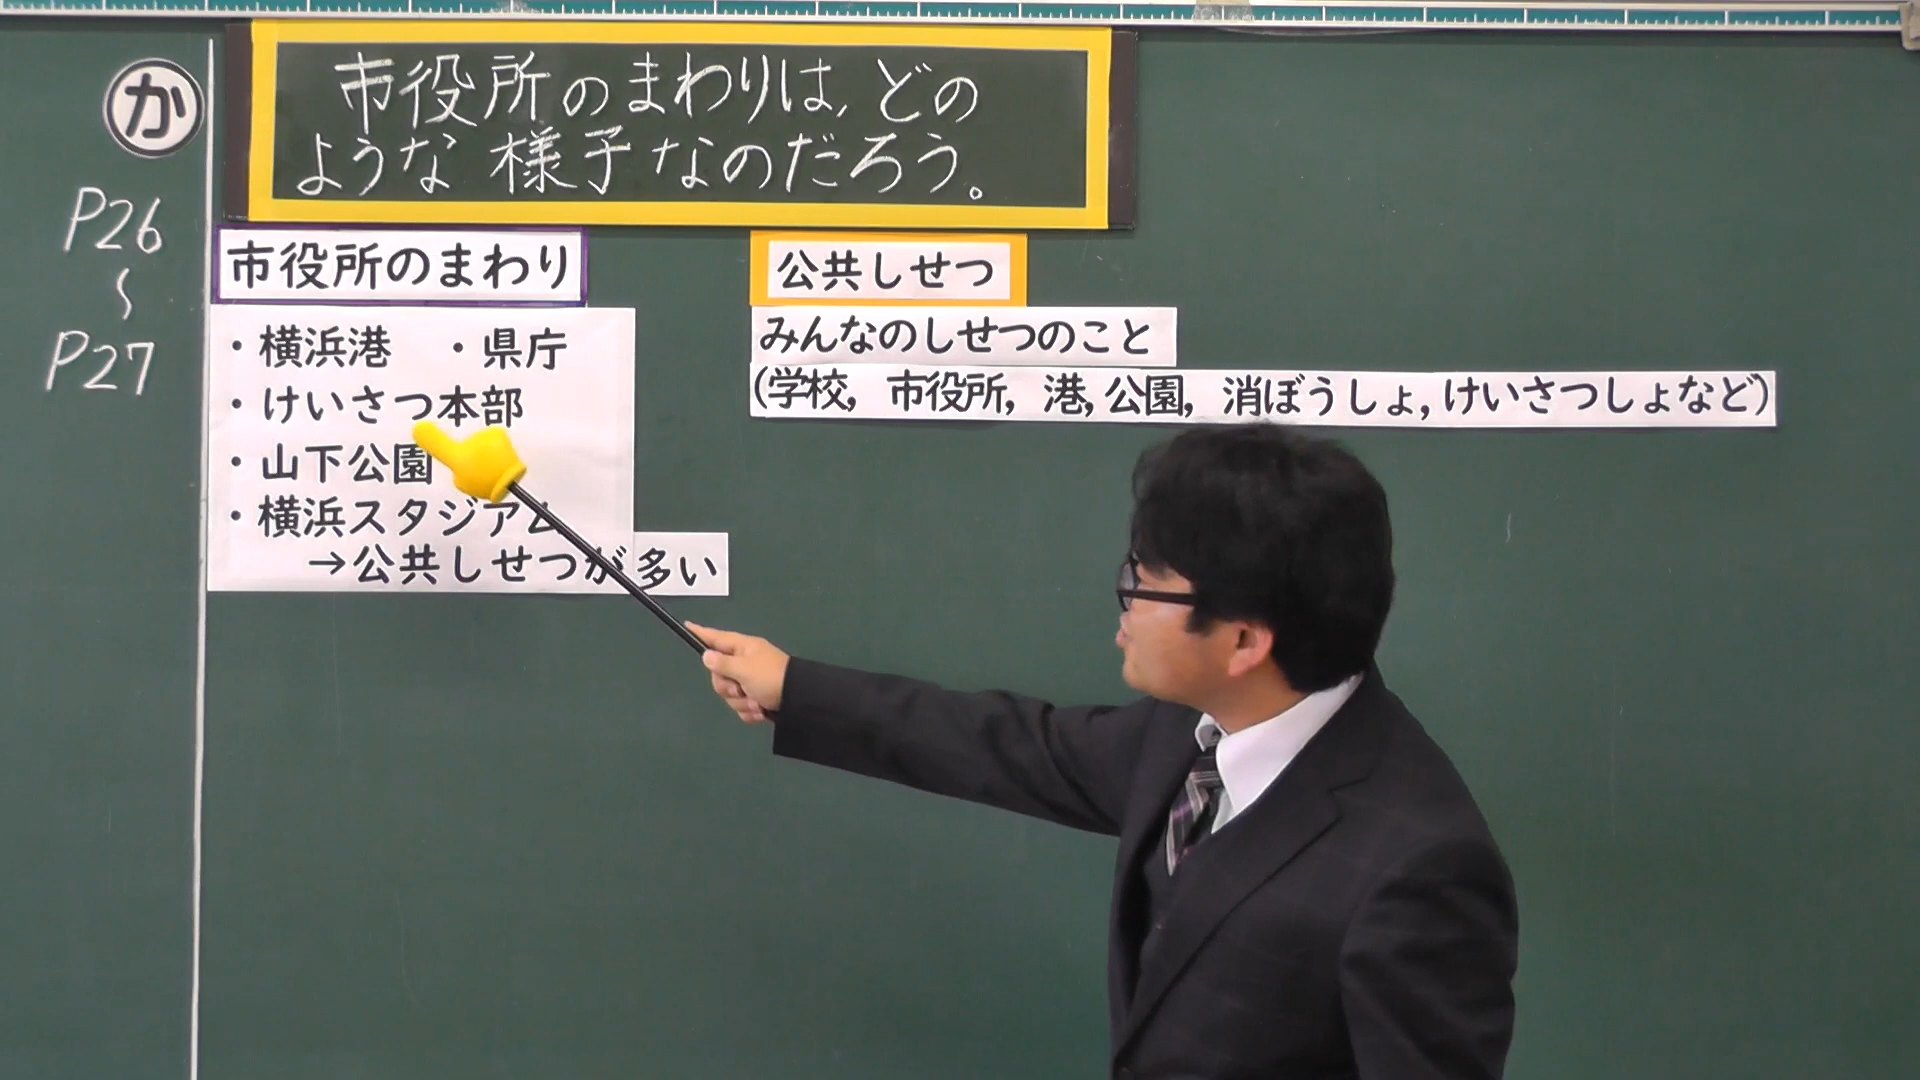 か
市役所のまわりは,どの
ような様子なのだろう。
P26
〜
P27
市役所のまわり
・横浜港　・県庁
・けいさつ本部
・山下公園
・横浜スタジアム
→公共しせつが多い
公共しせつ
みんなのしせつのこと
(学校,市役所,港,公園,消ぼうしょ,けいさつしょなど)